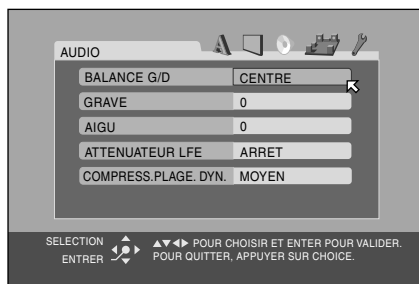 AUDIO
BALANCE G/D CENTRE
GRAVE 0
AIGU 0
ATTENUATEUR LFE ARRET
COMPRESS.PLAGE. DYN. MOYEN
SELECTION
ENTRER
▲▼◀▶ POUR CHOISIR ET ENTER POUR VALIDER.
POUR QUITTER, APPUYER SUR CHOICE.